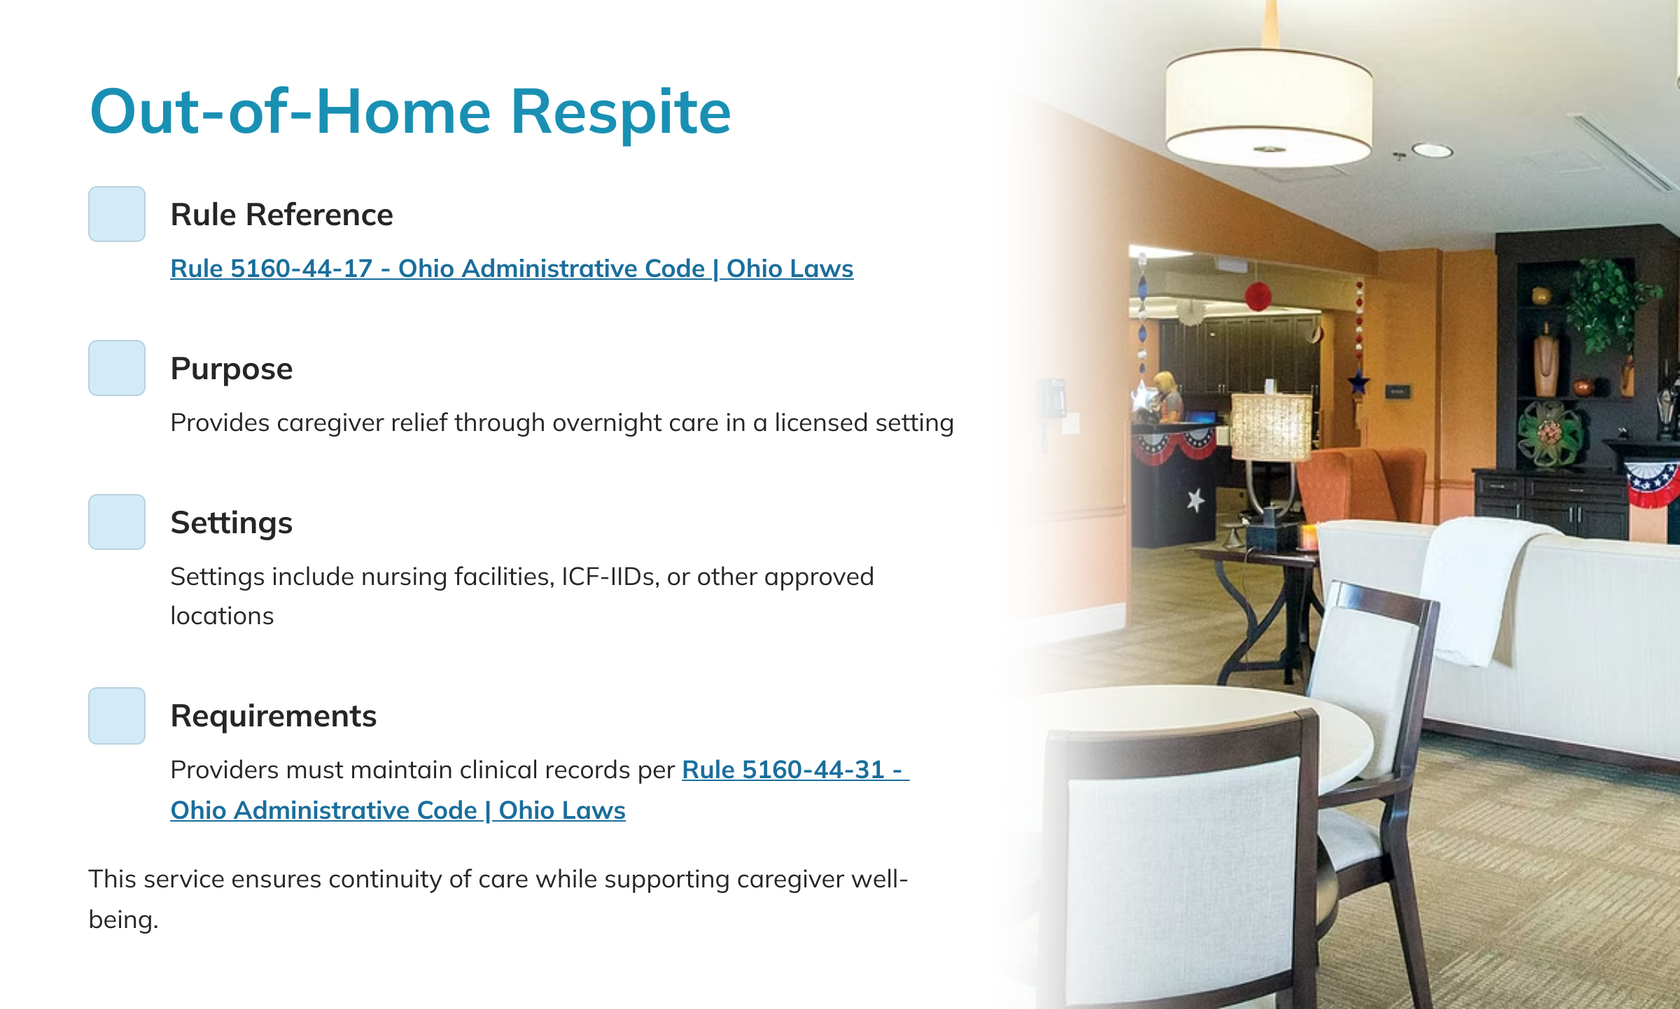 Out-of-Home Respite
Rule Reference
Rule 5160-44-17 - Ohio Administrative Code | Ohio Laws
Purpose
Provides caregiver relief through overnight care in a licensed setting
Settings
Settings include nursing facilities, ICF-IIDs, or other approved
locations
Requirements
Providers must maintain clinical records per Rule 5160-44-31 -
Ohio Administrative Code | Ohio Laws
This service ensures continuity of care while supporting caregiver well-
being.